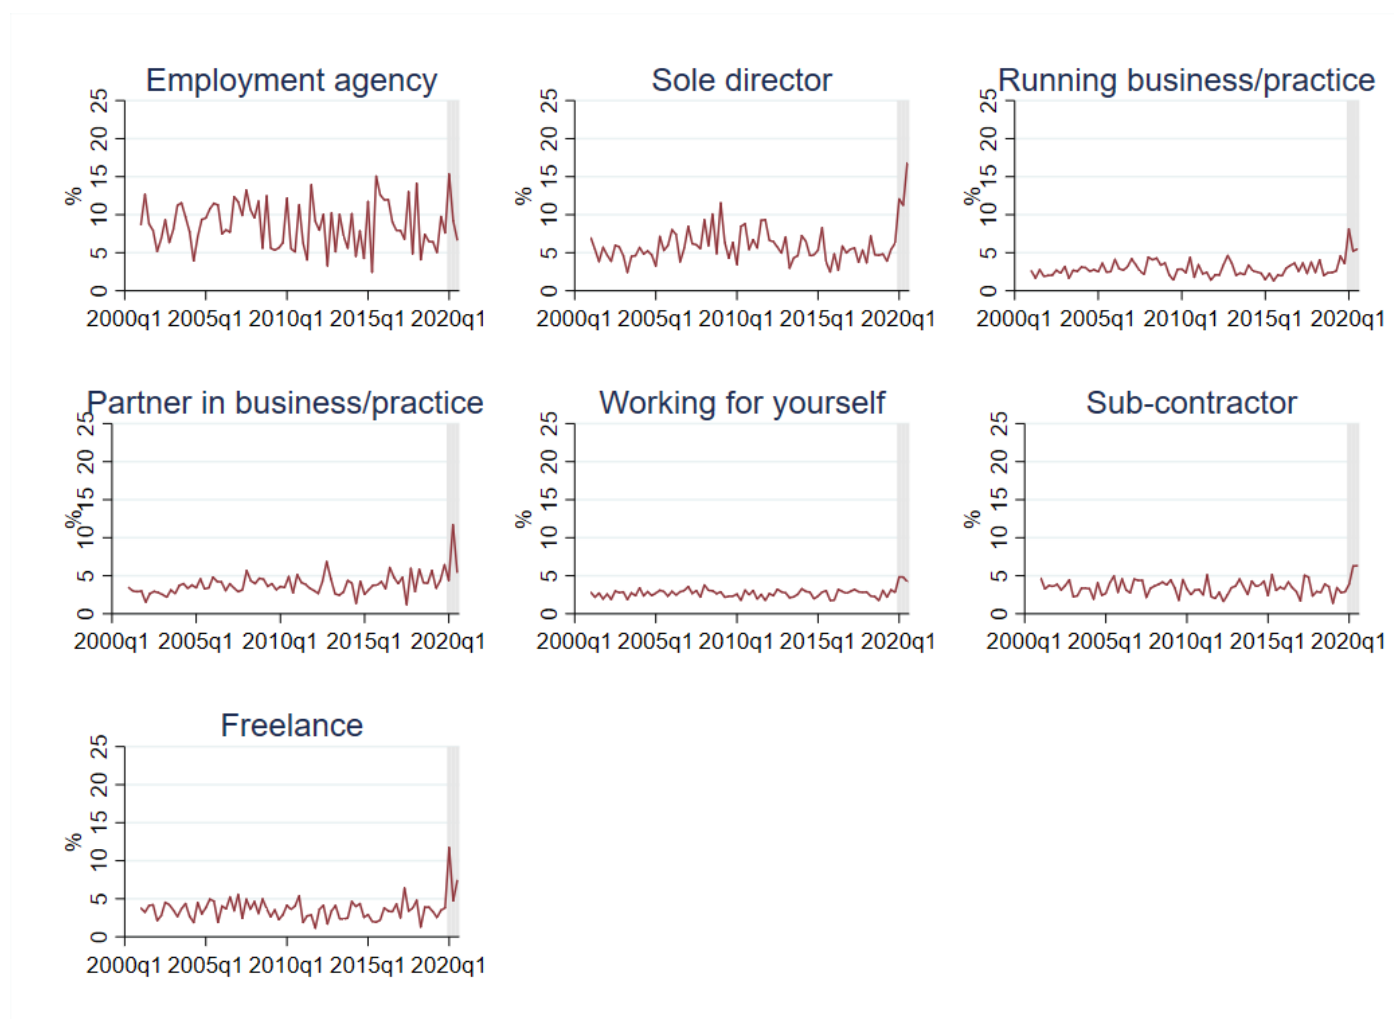 Employment agency
%
0 5 10 15 20 25
2000q1 2005q1 2010q1 2015q1 2020q1
Sole director
%
0 5 10 15 20 25
2000q1 2005q1 2010q1 2015q1 2020q1
Running business/practice
%
0 5 10 15 20 25
2000q1 2005q1 2010q1 2015q1 2020q1
Partner in business/practice
%
0 5 10 15 20 25
2000q1 2005q1 2010q1 2015q1 2020q1
Working for yourself
%
0 5 10 15 20 25
2000q1 2005q1 2010q1 2015q1 2020q1
Sub-contractor
%
0 5 10 15 20 25
2000q1 2005q1 2010q1 2015q1 2020q1
Freelance
%
0 5 10 15 20 25
2000q1 2005q1 2010q1 2015q1 2020q1